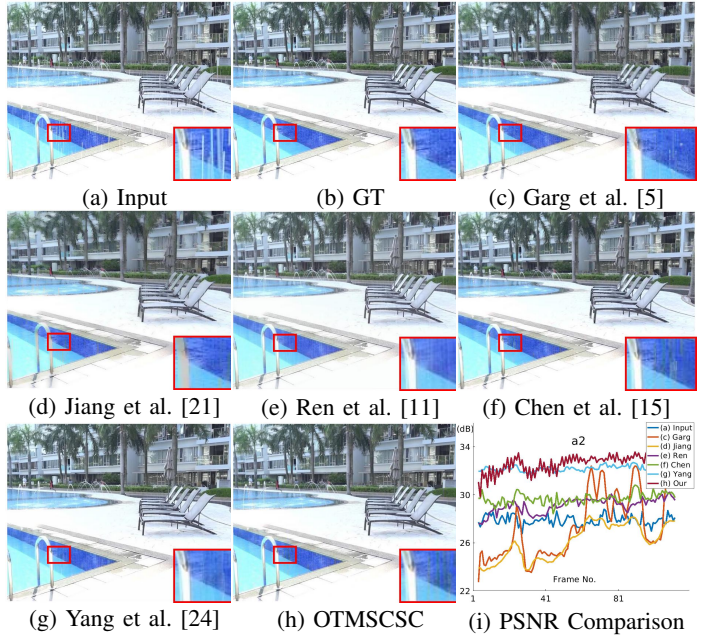 (a) Input
(b) GT
(c) Garg et al. [5]
(d) Jiang et al. [21]
(e) Ren et al. [11]
(f) Chen et al. [15]
(g) Yang et al. [24]
(h) OTMSCSC
(dB)
34
30
26
22
a2
(a) Input
(c) Garg
(d) Jiang
(e) Ren
(f) Chen
(g) Yang
(h) Our
Frame No.
1 41 81
(i) PSNR Comparison